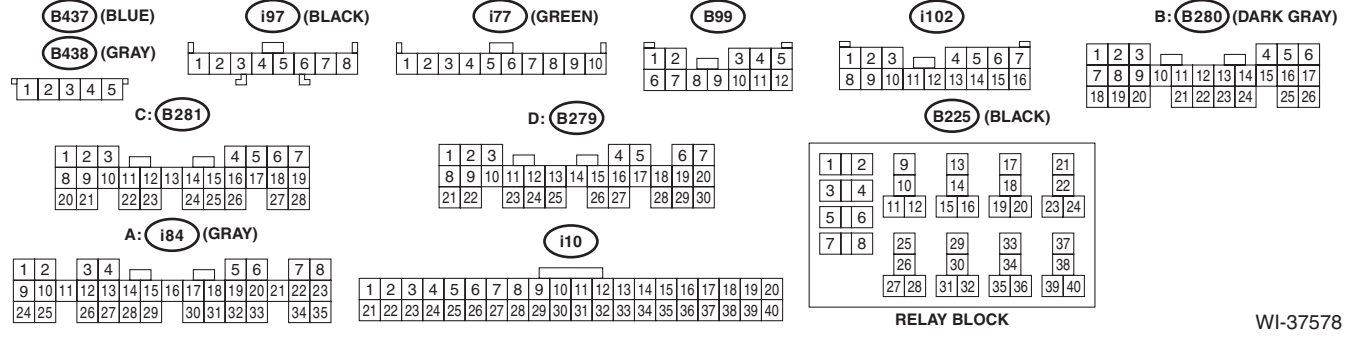 B437 (BLUE)
B438 (GRAY)
1 2 3 4 5
i97 (BLACK)
1 2 3 4 5 6 7 8
i77 (GREEN)
1 2 3 4 5 6 7 8 9 10
B99
1 2 3 4 5
6 7 8 9 10 11 12
i102
1 2 3 4 5 6 7
8 9 10 11 12 13 14 15 16
B: B280 (DARK GRAY)
1 2 3 4 5 6
7 8 9 10 11 12 13 14 15 16 17
18 19 20 21 22 23 24 25 26
C: B281
1 2 3 4 5 6 7
8 9 10 11 12 13 14 15 16 17 18 19
20 21 22 23 24 25 26 27 28
D: B279
1 2 3 4 5 6 7
8 9 10 11 12 13 14 15 16 17 18 19 20
21 22 23 24 25 26 27 28 29 30
B225 (BLACK)
1 2 9 13 17 21
3 4 10 14 18 22
5 6 11 12 15 16 19 20 23 24
7 8 25 29 33 37
26 30 34 38
27 28 31 32 35 36 39 40
RELAY BLOCK
A: i84 (GRAY)
1 2 3 4 5 6 7 8
9 10 11 12 13 14 15 16 17 18 19 20 21 22 23
24 25 26 27 28 29 30 31 32 33 34 35
i10
1 2 3 4 5 6 7 8 9 10 11 12 13 14 15 16 17 18 19 20
21 22 23 24 25 26 27 28 29 30 31 32 33 34 35 36 37 38 39 40
WI-37578